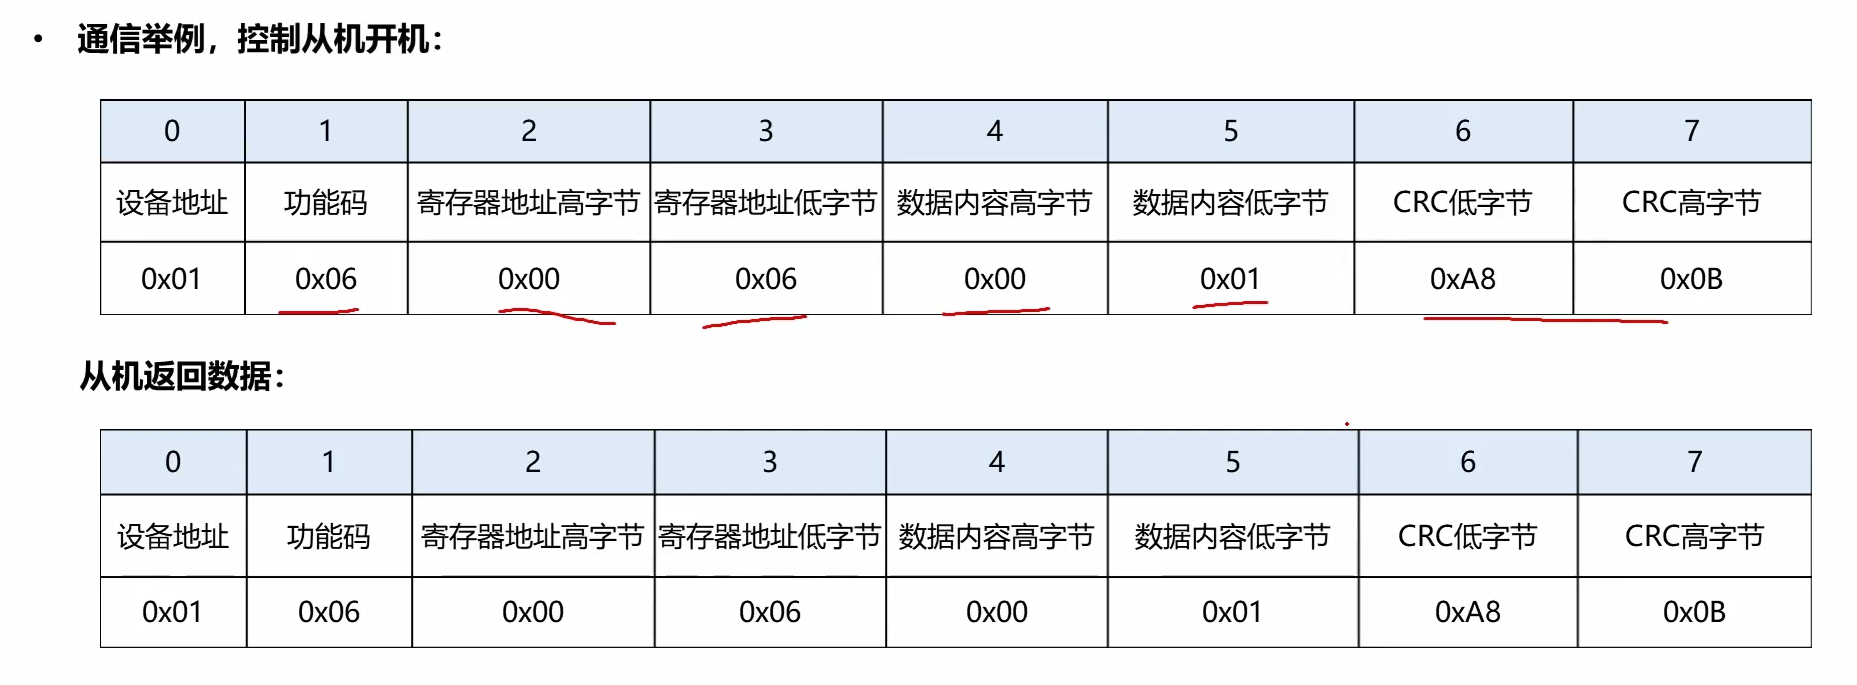 • 通信举例，控制从机开机：
0 1 2 3 4 5 6 7
设备地址 功能码 寄存器地址高字节 寄存器地址低字节 数据内容高字节 数据内容低字节 CRC低字节 CRC高字节
0x01 0x06 0x00 0x06 0x00 0x01 0xA8 0x0B
从机返回数据：
0 1 2 3 4 5 6 7
设备地址 功能码 寄存器地址高字节 寄存器地址低字节 数据内容高字节 数据内容低字节 CRC低字节 CRC高字节
0x01 0x06 0x00 0x06 0x00 0x01 0xA8 0x0B